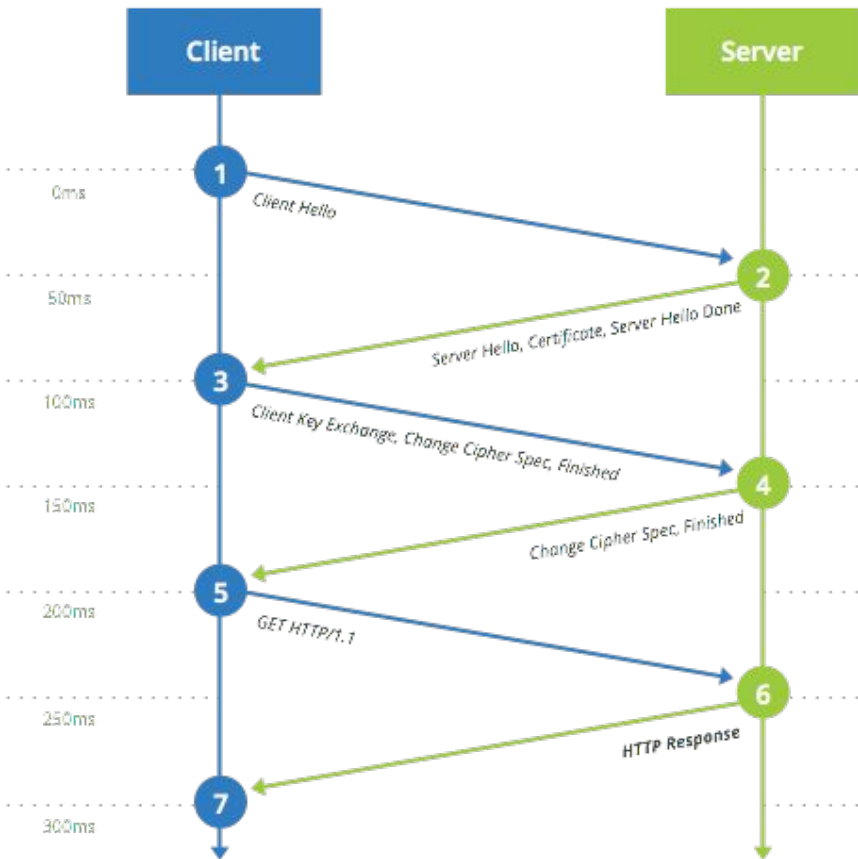 Client
Server
1
0ms
Client Hello
2
50ms
Server Hello, Certificate, Server Hello Done
3
100ms
Client Key Exchange, Change Cipher Spec, Finished
4
150ms
Change Cipher Spec, Finished
5
200ms
GET HTTP/1.1
6
250ms
HTTP Response
7
300ms